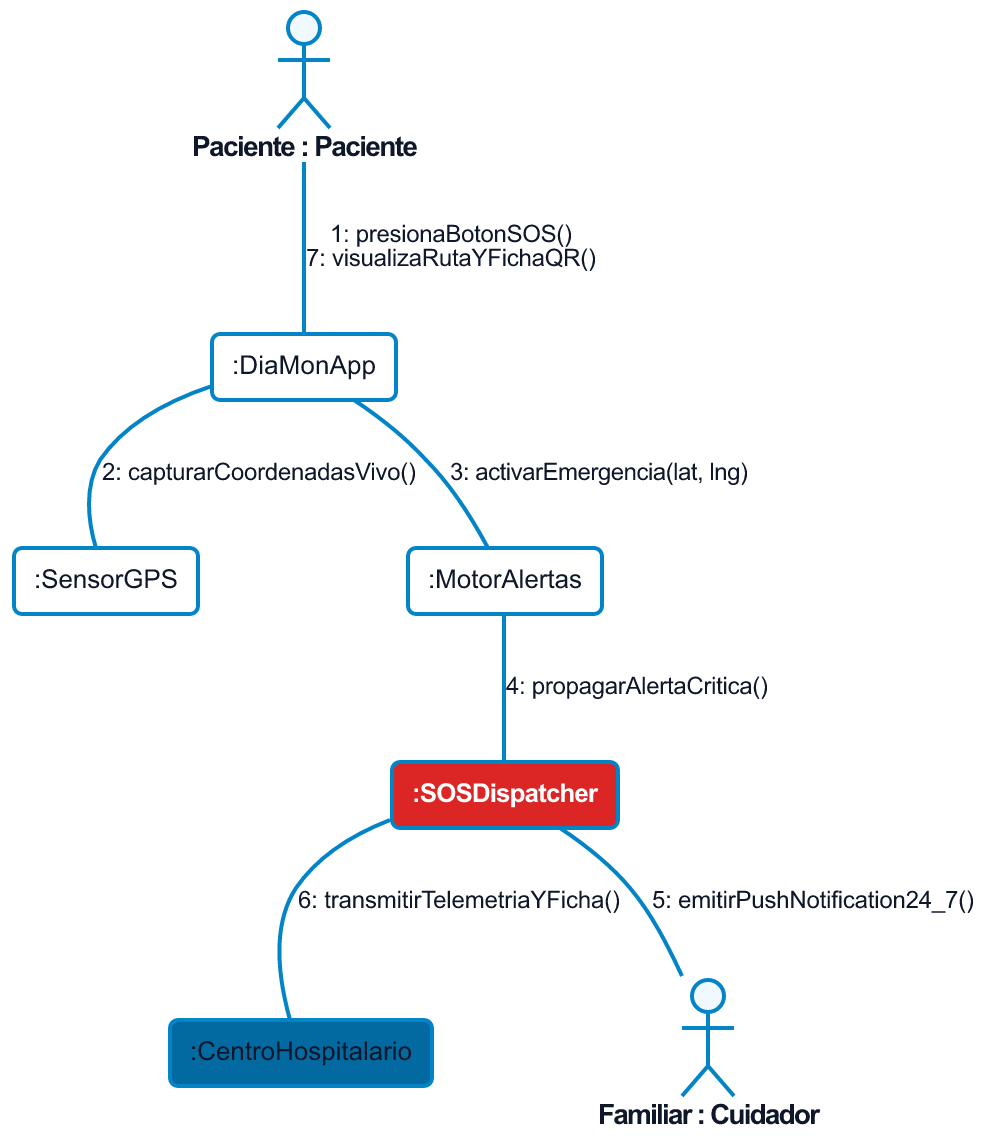 Paciente : Paciente
1: presionaBotonSOS()
7: visualizaRutaYFichaQR()
:DiaMonApp
2: capturarCoordenadasVivo()
3: activarEmergencia(lat, lng)
:SensorGPS
:MotorAlertas
4: propagarAlertaCritica()
:SOSDispatcher
6: transmitirTelemetriaYFicha()
5: emitirPushNotification24_7()
:CentroHospitalario
Familiar : Cuidador